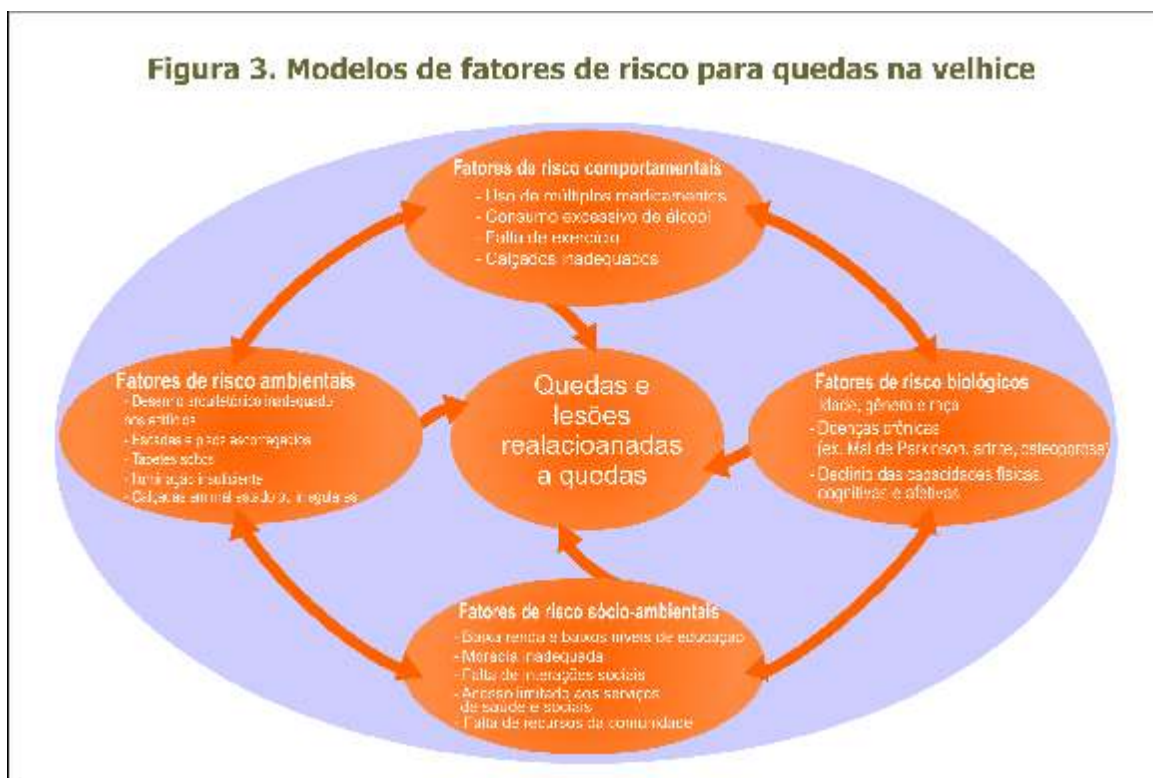 Figura 3. Modelos de fatores de risco para quedas na velhice
Fatores de risco comportamentais
- Uso de múltiplos medicamentos
- Consumo excessivo de álcool
- Falta de exercício
- Calçados inadequados
Fatores de risco ambientais
- Desenho arquitetônico inadequado
nos edifícios
- Escadas e pisos escorregadios
- Tapetes soltos
- Iluminação insuficiente
- Calçadas em mal estado ou irregulares
Quedas e
lesões
realacioanadas
a quedas
Fatores de risco biológicos
Idade, gênero e raça
- Doenças crônicas
(ex. Mal de Parkinson, artrite, osteoporose)
- Declínio das capacidades físicas,
cognitivas e afetivas
Fatores de risco sócio-ambientais
- Baixa renda e baixos níveis de educação
- Moradia inadequada
- Falta de interações sociais
- Acesso limitado aos serviços
de saúde e sociais
- Falta de recursos da comunidade